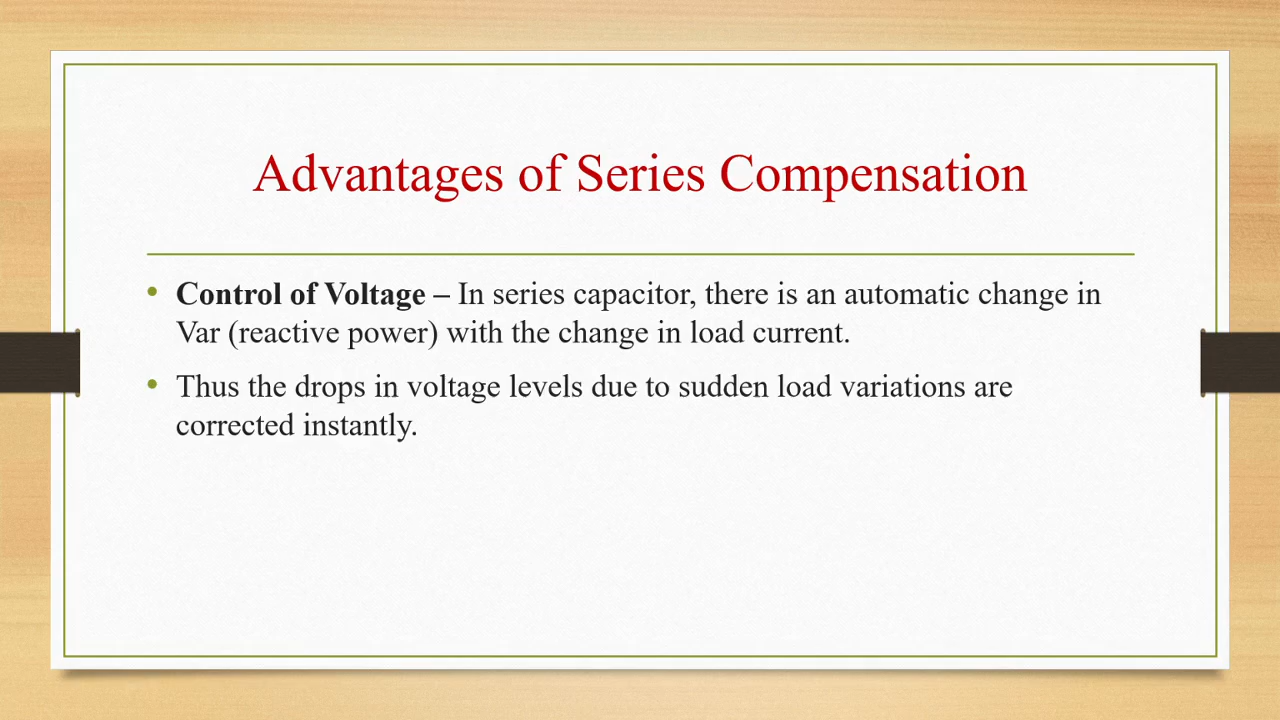 Advantages of Series Compensation
• Control of Voltage – In series capacitor, there is an automatic change in
Var (reactive power) with the change in load current.
• Thus the drops in voltage levels due to sudden load variations are
corrected instantly.